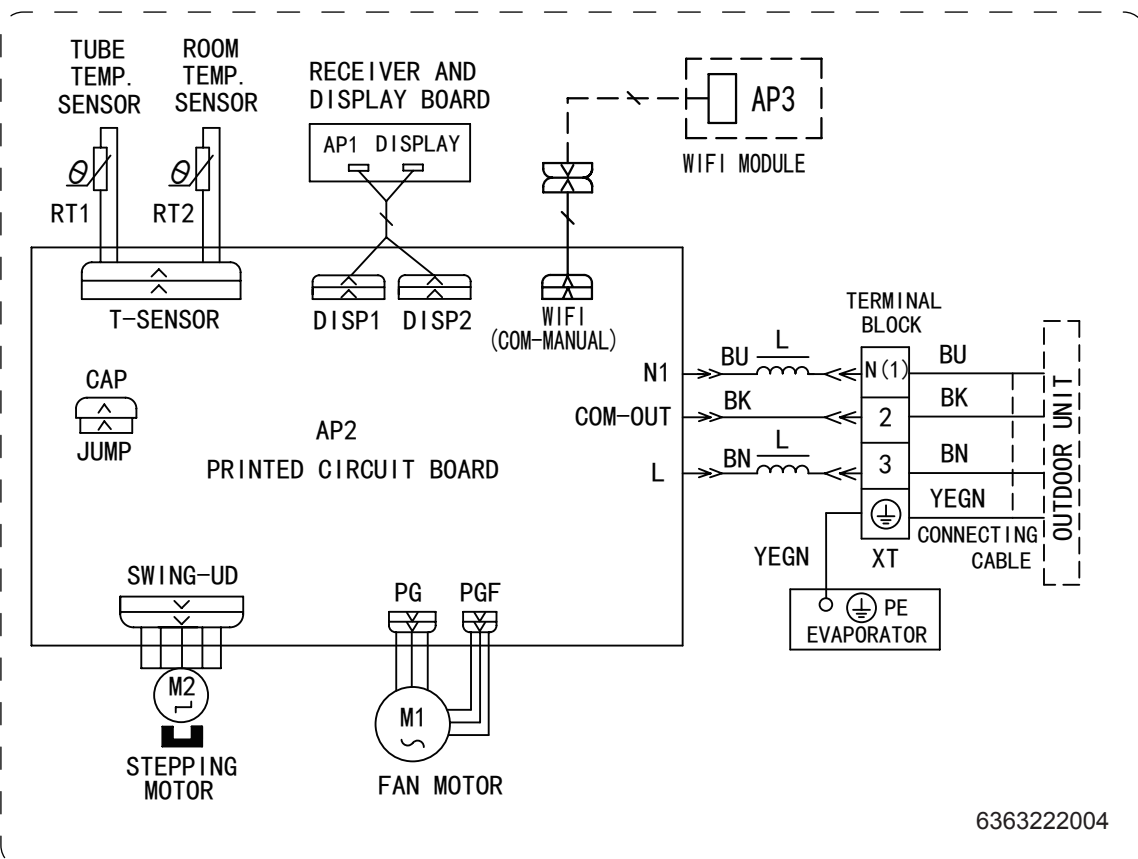 TUBE
TEMP.
SENSOR
ROOM
TEMP.
SENSOR
RECEIVER AND
DISPLAY BOARD
AP1 DISPLAY
AP3
WIFI MODULE
θ
RT1
θ
RT2
T-SENSOR
DISP1
DISP2
WIFI
(COM-MANUAL)
CAP
JUMP
AP2
PRINTED CIRCUIT BOARD
N1
COM-OUT
L
BU
L
BK
BN
L
TERMINAL
BLOCK
N(1)
2
3
XT
BU
BK
BN
YEGN
CONNECTING
CABLE
OUTDOOR UNIT
YEGN
PE
EVAPORATOR
SWING-UD
M2
STEPPING
MOTOR
PG
PGF
M1
FAN MOTOR
6363222004